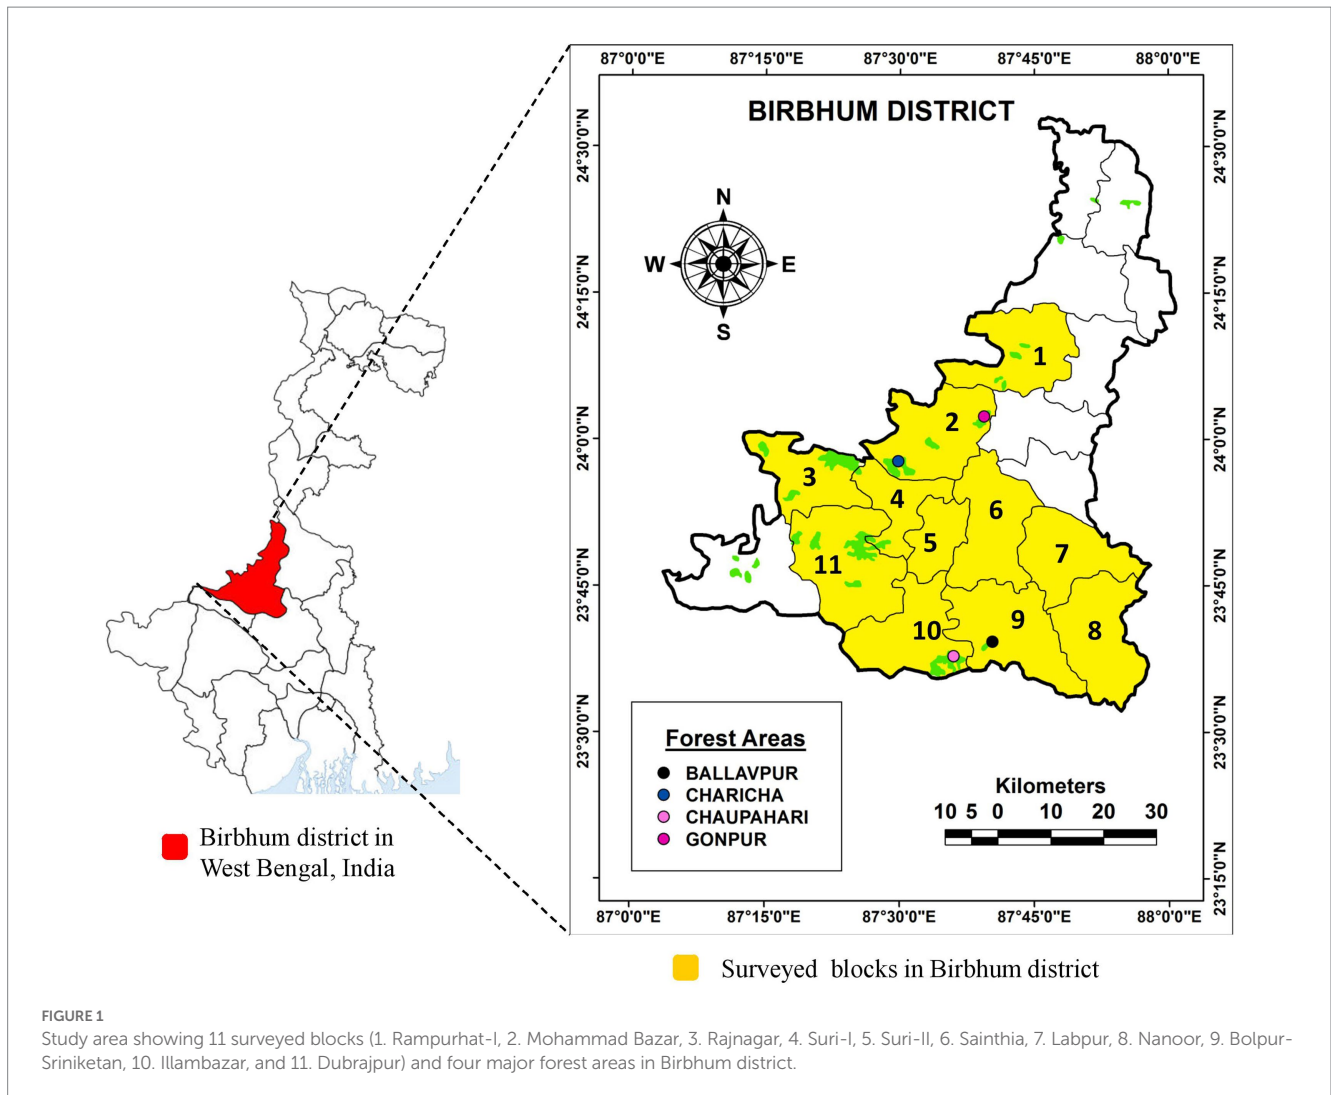 87°0'0"E 87°15'0"E 87°30'0"E 87°45'0"E 88°0'0"E
BIRBHUM DISTRICT
24°30'0"N
24°15'0"N
24°0'0"N
23°45'0"N
23°30'0"N
24°30'0"N
24°15'0"N
24°0'0"N
23°45'0"N
23°30'0"N
23°15'0"N
N
W E
S
1
2
3
4
6
5
7
11
9
10
8
Forest Areas
BALLAVPUR
CHARICHA
CHAUPAHARI
GONPUR
Kilometers
10 5 0 10 20 30
87°0'0"E 87°15'0"E 87°30'0"E 87°45'0"E 88°0'0"E
Birbhum district in
West Bengal, India
Surveyed blocks in Birbhum district
FIGURE 1
Study area showing 11 surveyed blocks (1. Rampurhat-I, 2. Mohammad Bazar, 3. Rajnagar, 4. Suri-I, 5. Suri-II, 6. Sainthia, 7. Labpur, 8. Nanoor, 9. Bolpur-
Sriniketan, 10. Illambazar, and 11. Dubrajpur) and four major forest areas in Birbhum district.